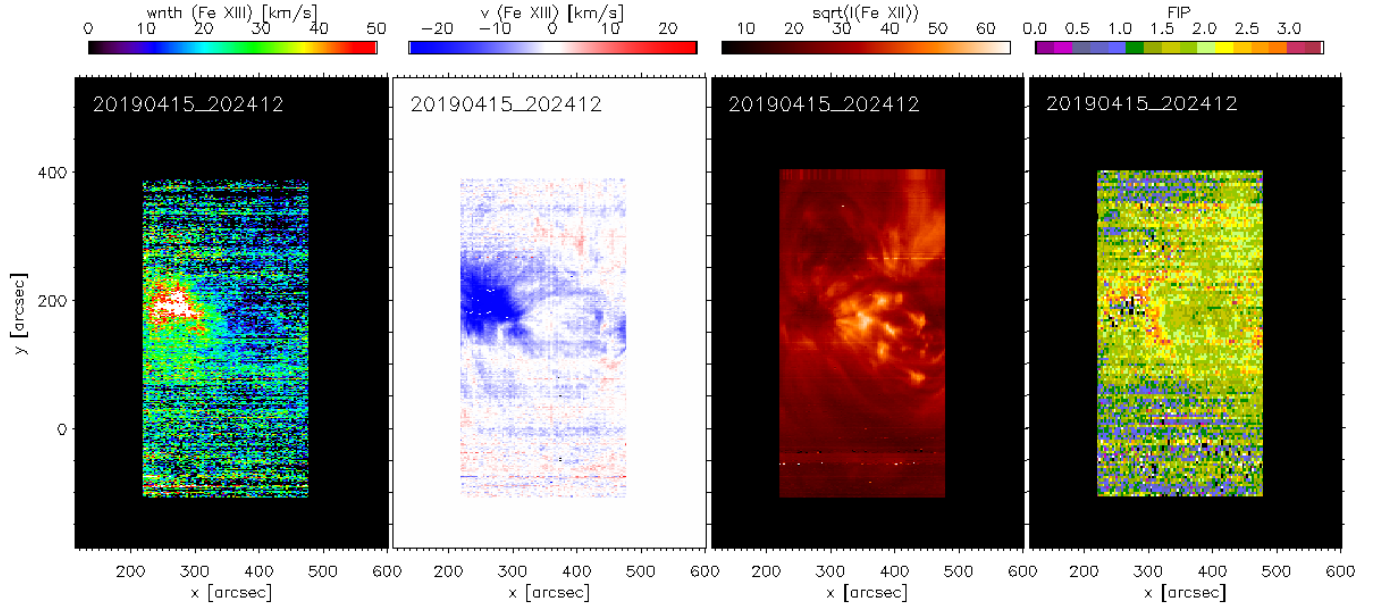 wnth (Fe XIII) [km/s]
0 10 20 30 40 50
v (Fe XIII) [km/s]
−20 −10 0 10 20
sqrt(I(Fe XII))
10 20 30 40 50 60
FIP
0.0 0.5 1.0 1.5 2.0 2.5 3.0
20190415_202412
20190415_202412
20190415_202412
20190415_202412
400
200
0
y [arcsec]
200 300 400 500 600
200 300 400 500 600
200 300 400 500 600
200 300 400 500 600
x [arcsec]
x [arcsec]
x [arcsec]
x [arcsec]